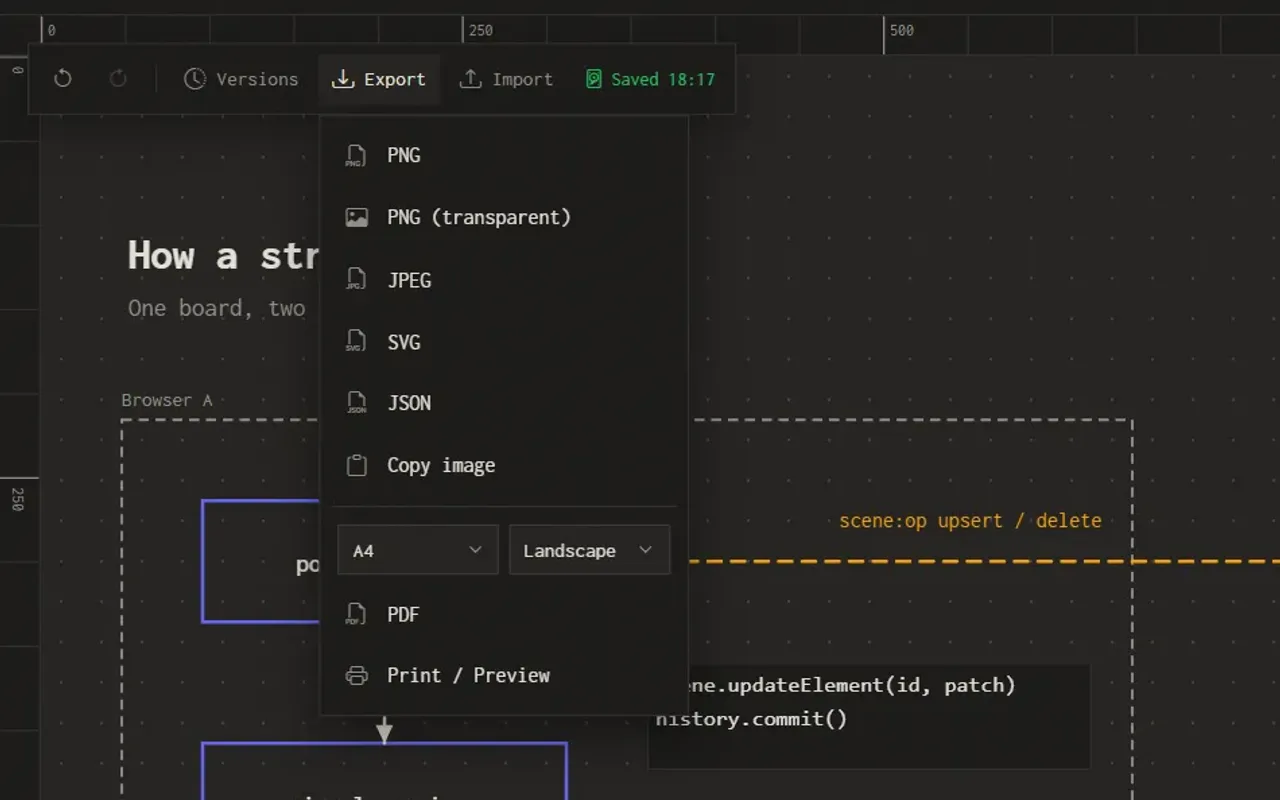 0 250 500
0
Versions Export Import Saved 18:17
PNG
PNG (transparent)
How a str
JPEG
One board, two
SVG
Browser A
JSON
Copy image
250
scene:op upsert / delete
A4 Landscape
po
PDF
Print / Preview
ne.updateElement(id, patch)
history.commit()